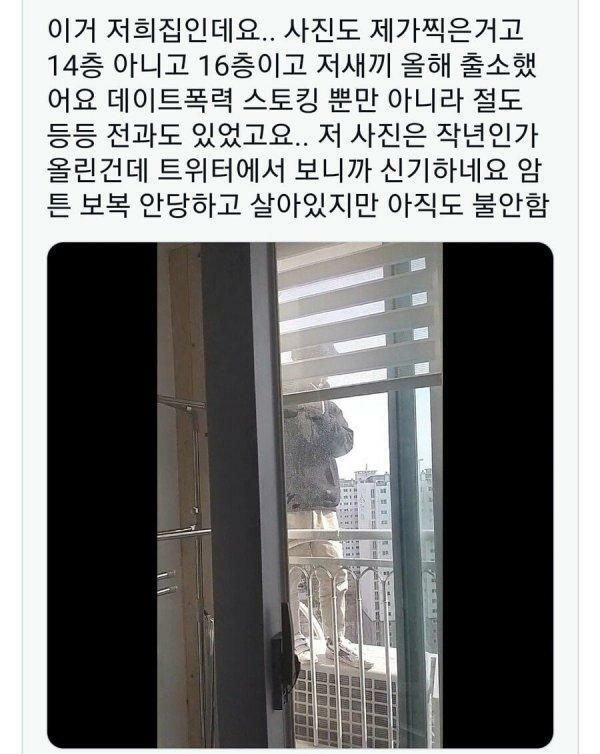 이거 저희집인데요.. 사진도 제가찍은거고
14층 아니고 16층이고 저새끼 올해 출소했
어요 데이트폭력 스토킹 뿐만 아니라 절도
등등 전과도 있었고요.. 저 사진은 작년인가
올린건데 트위터에서 보니까 신기하네요 암
튼 보복 안당하고 살아있지만 아직도 불안함